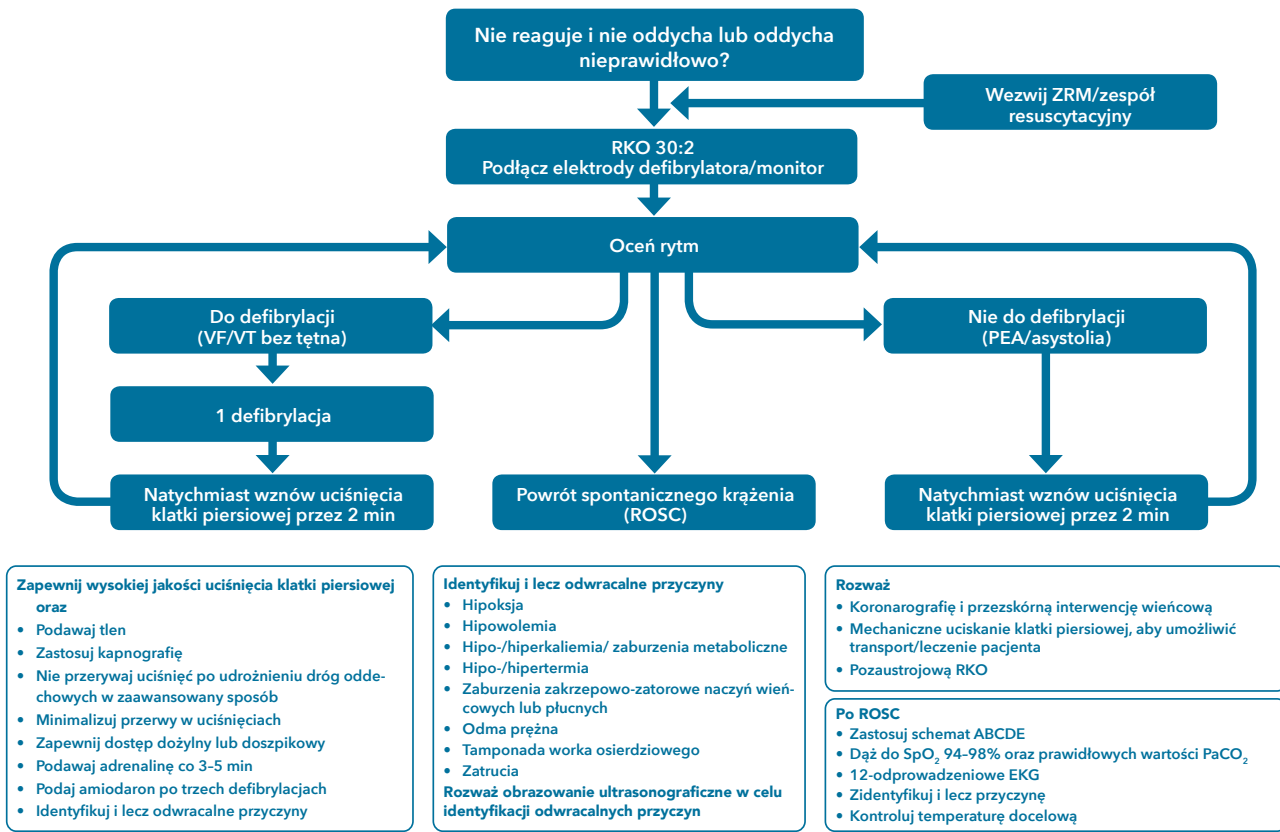 Nie reaguje i nie oddycha lub oddycha
nieprawidłowo?
Wezwij ZRM/zespół
resuscytacyjny
RKO 30:2
Podłącz elektrody defibrylatora/monitor
Oceń rytm
Do defibrylacji
(VF/VT bez tętna)
Nie do defibrylacji
(PEA/asystolia)
1 defibrylacja
Natychmiast wznów uciśnięcia
klatki piersiowej przez 2 min
Powrót spontanicznego krążenia
(ROSC)
Natychmiast wznów uciśnięcia
klatki piersiowej przez 2 min
Zapewnij wysokiej jakości uciśnięcia klatki piersiowej
oraz
• Podawaj tlen
• Zastosuj kapnografię
• Nie przerywaj uciśnięć po udrożnieniu dróg odde-
chowych w zaawansowany sposób
• Minimalizuj przerwy w uciśnięciach
• Zapewnij dostęp dożylny lub doszpikowy
• Podawaj adrenalinę co 3–5 min
• Podaj amiodaron po trzech defibrylacjach
• Identyfikuj i lecz odwracalne przyczyny
Identyfikuj i lecz odwracalne przyczyny
• Hipoksja
• Hipowolemia
• Hipo-/hiperkaliemia/ zaburzenia metaboliczne
• Hipo-/hipertermia
• Zaburzenia zakrzepowo-zatorowe naczyń wień-
cowych lub płucnych
• Odma prężna
• Tamponada worka osierdziowego
• Zatrucia
Rozważ obrazowanie ultrasonograficzne w celu
identyfikacji odwracalnych przyczyn
Rozważ
• Koronarografię i przezskórną interwencję wieńcową
• Mechaniczne uciskanie klatki piersiowej, aby umożliwić
transport/leczenie pacjenta
• Pozaustrojową RKO
Po ROSC
• Zastosuj schemat ABCDE
• Dąż do SpO₂ 94–98% oraz prawidłowych wartości PaCO₂
• 12-odprowadzeniowe EKG
• Zidentyfikuj i lecz przyczynę
• Kontroluj temperaturę docelową